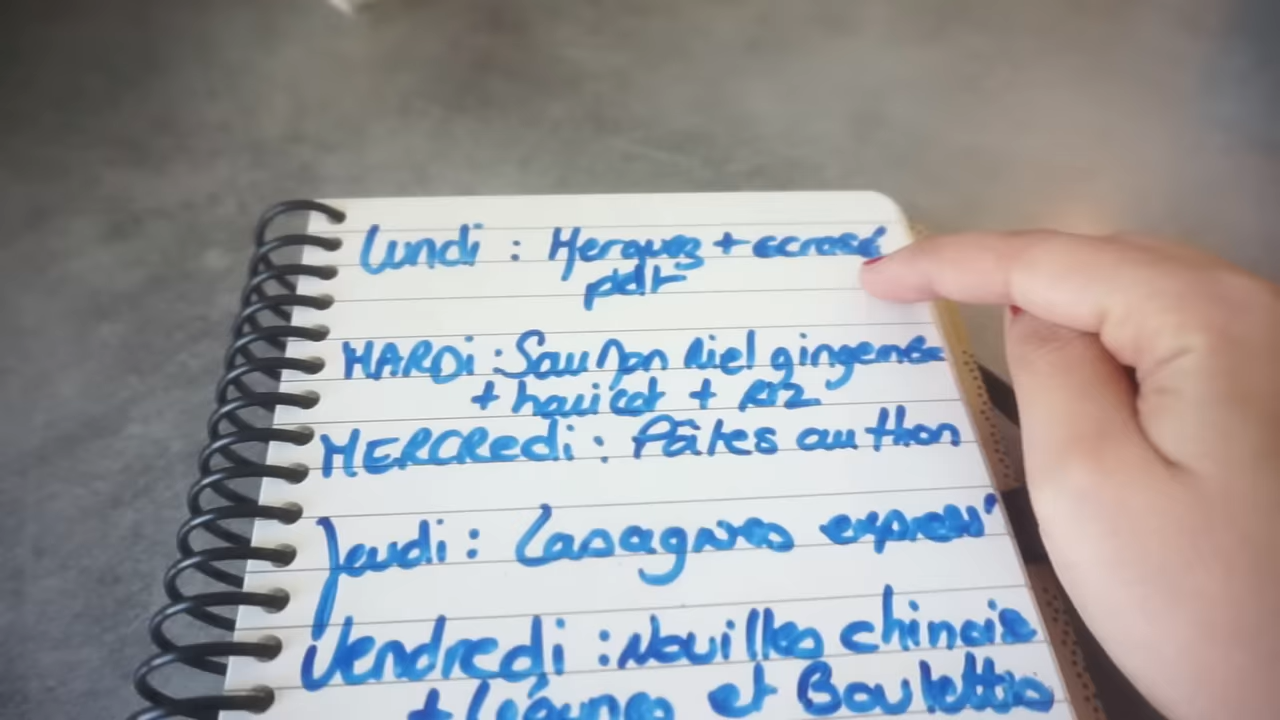 Lundi : Merguez + écrasé
pdt
MARDi : Saumon Miel gingembre
+ haricot + RIZ
MERCRedi : Pâtes au thon
Jeudi : Lasagnes express'
Vendredi : Nouilles chinoise
+ Légumes et Boulettes